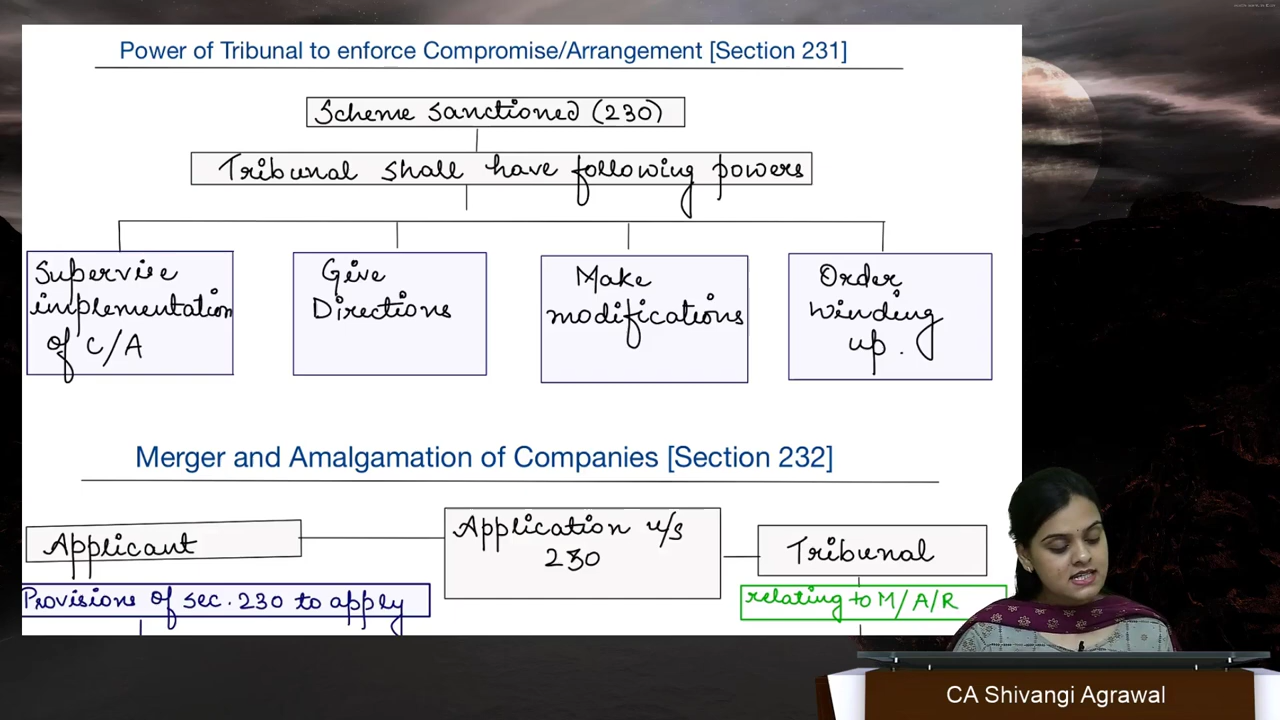 Power of Tribunal to enforce Compromise/Arrangement [Section 231]
Scheme sanctioned (230)
Tribunal shall have following powers
Supervise
implementation
of C/A
Give
Directions
Make
modifications
Order
winding
up.
Merger and Amalgamation of Companies [Section 232]
Applicant
Application u/s
230
Tribunal
Provisions of sec. 230 to apply
relating to M/A/R
CA Shivangi Agrawal